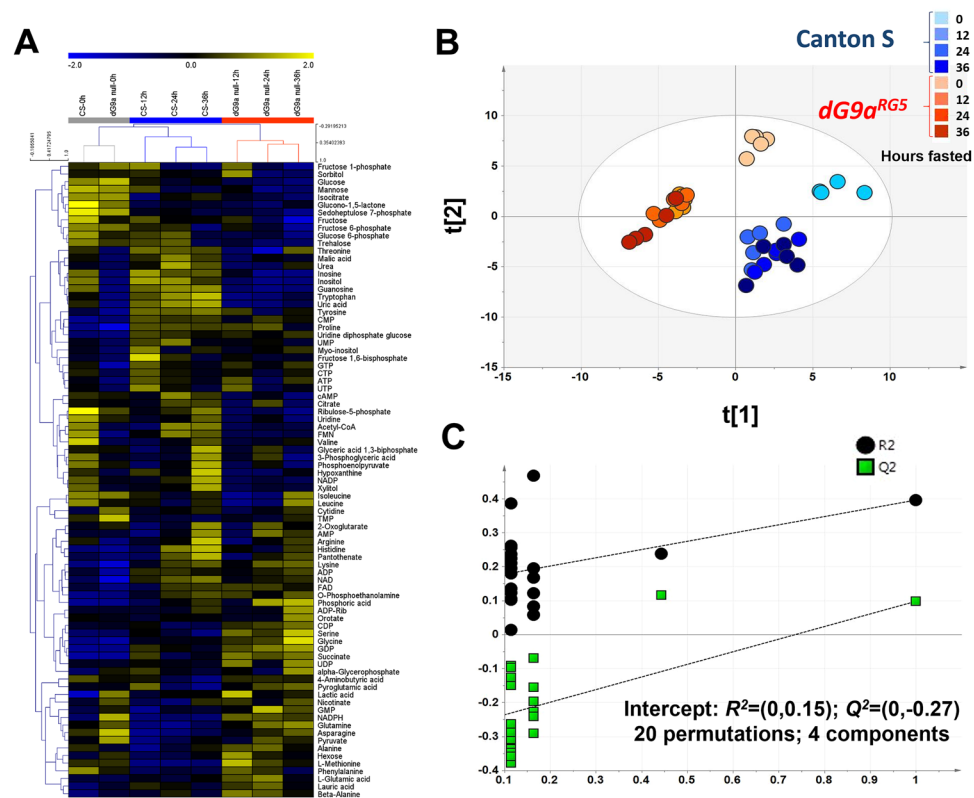 A
-2.0 0.0 2.0
CS-0h
dG9a null-0h
CS-12h
CS-24h
CS-36h
dG9a null-12h
dG9a null-24h
dG9a null-36h
-0.39195213
0.35402393
1.0
1.0
Fructose 1-phosphate
Sorbitol
Glucose
Mannose
Isocitrate
Glucono-1,5-lactone
Sedoheptulose 7-phosphate
Fructose
Fructose 6-phosphate
Glucose 6-phosphate
Trehalose
Threonine
Malic acid
Urea
Inosine
Inositol
Guanosine
Tryptophan
Uric acid
Tyrosine
CMP
Proline
Uridine diphosphate glucose
UMP
Myo-inositol
Fructose 1,6-bisphosphate
GTP
CTP
ATP
UTP
cAMP
Citrate
Ribulose-5-phosphate
Uridine
Acetyl-CoA
FMN
Valine
Glyceric acid 1,3-biphosphate
3-Phosphoglyceric acid
Phosphoenolpyruvate
Hypoxanthine
NADP
Xylitol
Isoleucine
Leucine
Cytidine
TMP
2-Oxoglutarate
AMP
Arginine
Histidine
Pantothenate
Lysine
ADP
NAD
FAD
O-Phosphoethanolamine
Phosphoric acid
ADP-Rib
Orotate
CDP
Serine
Glycine
GDP
Succinate
UDP
alpha-Glycerophosphate
4-Aminobutyric acid
Pyroglutamic acid
Lactic acid
Nicotinate
GMP
NADPH
Glutamine
Asparagine
Pyruvate
Alanine
Hexose
L-Methionine
Phenylalanine
L-Glutamic acid
Lauric acid
Beta-Alanine
B
Canton S
0
12
24
36
dG9aRG5
0
12
24
36
Hours fasted
15
10
5
0
-5
-10
-15
t[2]
-15 -10 -5 0 5 10
t[1]
C
R2
Q2
0.4
0.3
0.2
0.1
0
-0.1
-0.2
-0.3
-0.4
Intercept: R2=(0,0.15); Q2=(0,-0.27)
20 permutations; 4 components
0.1 0.2 0.3 0.4 0.5 0.6 0.7 0.8 0.9 1